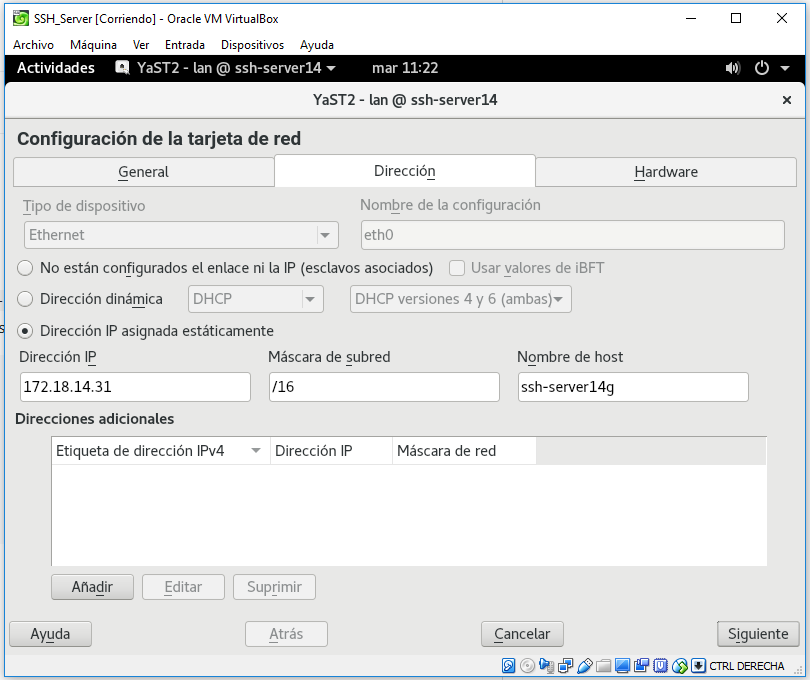 SSH_Server [Corriendo] - Oracle VM VirtualBox
Archivo Máquina Ver Entrada Dispositivos Ayuda
Actividades YaST2 - lan @ ssh-server14 mar 11:22
YaST2 - lan @ ssh-server14
Configuración de la tarjeta de red
General Dirección Hardware
Tipo de dispositivo Nombre de la configuración
Ethernet eth0
No están configurados el enlace ni la IP (esclavos asociados) Usar valores de iBFT
Dirección dinámica DHCP DHCP versiones 4 y 6 (ambas)
Dirección IP asignada estáticamente
Dirección IP Máscara de subred Nombre de host
172.18.14.31 /16 ssh-server14g
Direcciones adicionales
Etiqueta de dirección IPv4 Dirección IP Máscara de red
Añadir Editar Suprimir
Ayuda Atrás Cancelar Siguiente
CTRL DERECHA